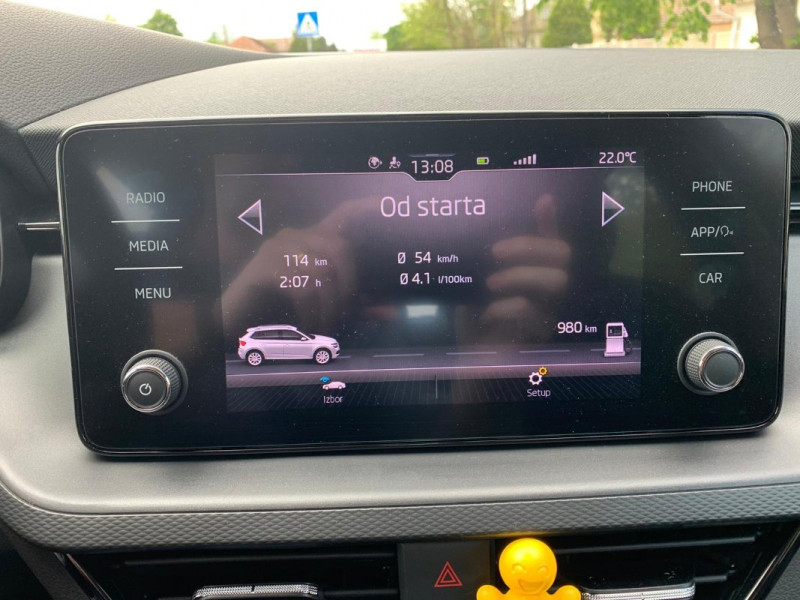 13:08
22.0°C
RADIO
MEDIA
MENU
Od starta
114 km
2:07 h
Ø 54 km/h
Ø 4.1 l/100km
980 km
Izbor
Setup
PHONE
APP/
CAR